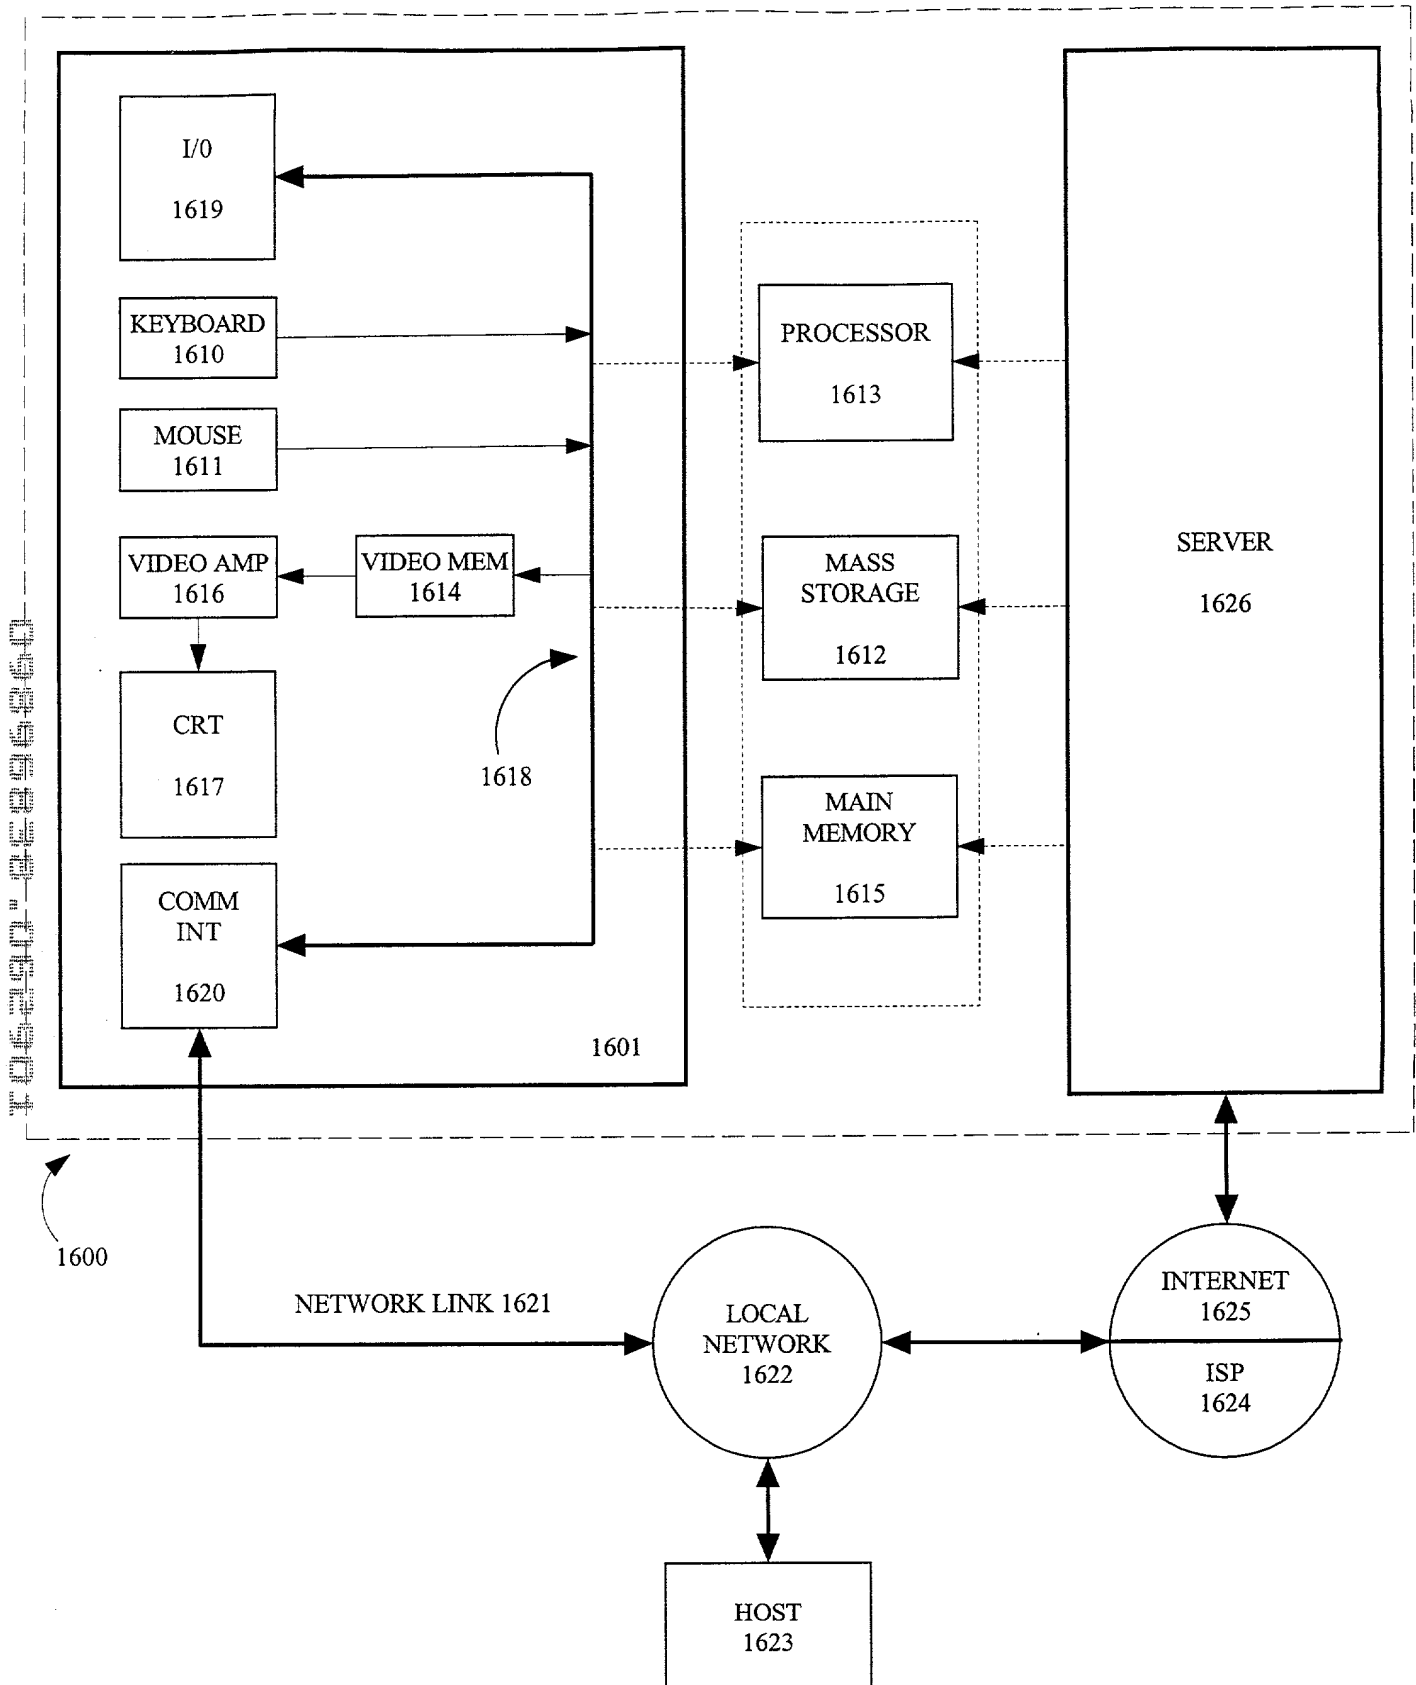 I/0
1619
KEYBOARD
1610
MOUSE
1611
VIDEO AMP
1616
VIDEO MEM
1614
CRT
1617
1618
COMM
INT
1620
1601
PROCESSOR
1613
MASS
STORAGE
1612
MAIN
MEMORY
1615
SERVER
1626
1600
NETWORK LINK 1621
LOCAL
NETWORK
1622
INTERNET
1625
ISP
1624
HOST
1623